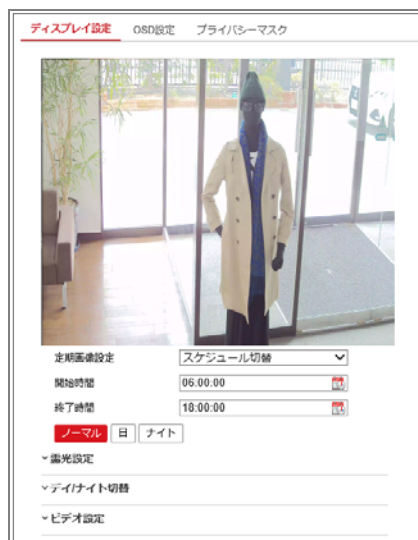 ディスプレイ設定 OSD設定 プライバシーマスク
定期画像設定 スケジュール切替
開始時間 06:00:00
終了時間 18:00:00
ノーマル 日 ナイト
露光設定
デイ/ナイト切替
ビデオ設定